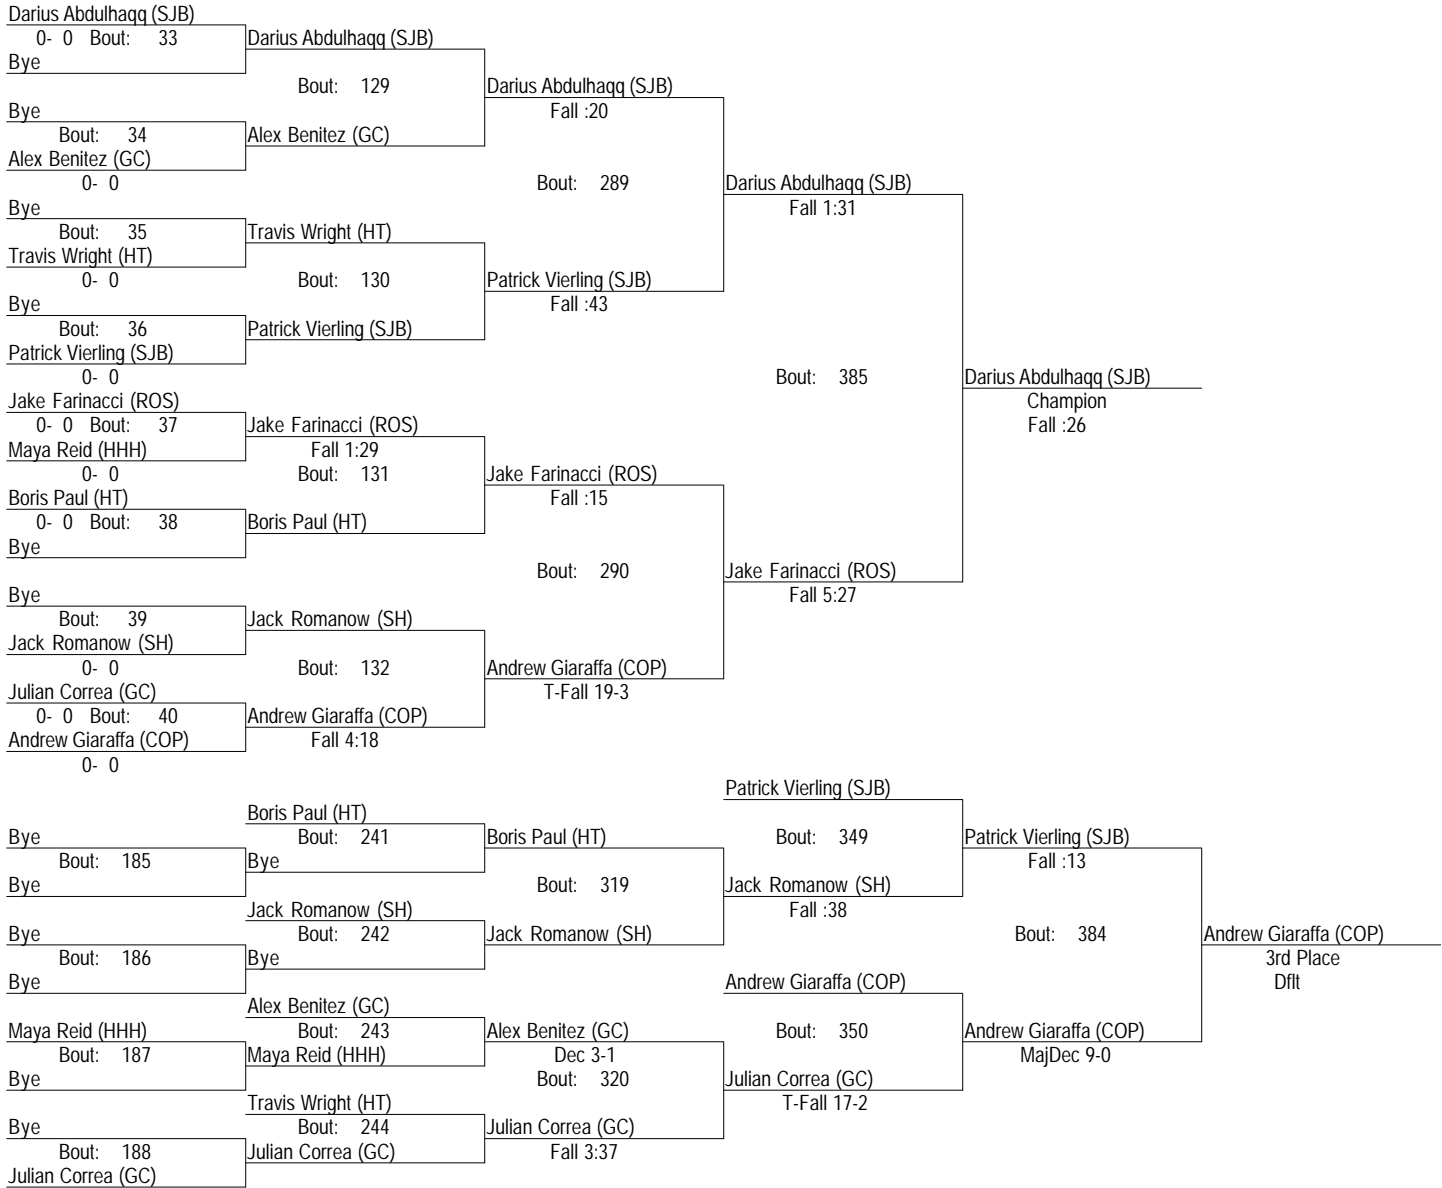 Darius Abdulhaqq (SJB)
0- 0 Bout: 33 Darius Abdulhaqq (SJB)
Bye
Bout: 129 Darius Abdulhaqq (SJB)
Bye Fall :20
Bout: 34 Alex Benitez (GC)
Alex Benitez (GC)
0- 0 Bout: 289 Darius Abdulhaqq (SJB)
Bye Fall 1:31
Bout: 35 Travis Wright (HT)
Travis Wright (HT)
0- 0 Bout: 130 Patrick Vierling (SJB)
Bye Fall :43
Bout: 36 Patrick Vierling (SJB)
Patrick Vierling (SJB)
0- 0 Bout: 385 Darius Abdulhaqq (SJB)
Jake Farinacci (ROS) Champion
0- 0 Bout: 37 Jake Farinacci (ROS) Fall :26
Maya Reid (HHH) Fall 1:29
0- 0 Bout: 131 Jake Farinacci (ROS)
Boris Paul (HT) Fall :15
0- 0 Bout: 38 Boris Paul (HT)
Bye
Bout: 290 Jake Farinacci (ROS)
Bye Fall 5:27
Bout: 39 Jack Romanow (SH)
Jack Romanow (SH)
0- 0 Bout: 132 Andrew Giaraffa (COP)
Julian Correa (GC) T-Fall 19-3
0- 0 Bout: 40 Andrew Giaraffa (COP)
Andrew Giaraffa (COP) Fall 4:18
0- 0
Patrick Vierling (SJB)
Boris Paul (HT)
Bye Bout: 241 Boris Paul (HT) Bout: 349 Patrick Vierling (SJB)
Bout: 185 Bye Fall :13
Bye Bout: 319 Jack Romanow (SH)
Jack Romanow (SH) Fall :38
Bye Bout: 242 Jack Romanow (SH) Bout: 384 Andrew Giaraffa (COP)
Bout: 186 Bye 3rd Place
Bye Andrew Giaraffa (COP) Dflt
Alex Benitez (GC)
Maya Reid (HHH) Bout: 243 Alex Benitez (GC) Bout: 350 Andrew Giaraffa (COP)
Bout: 187 Maya Reid (HHH) Dec 3-1 MajDec 9-0
Bye Bout: 320 Julian Correa (GC)
Travis Wright (HT) T-Fall 17-2
Bye Bout: 244 Julian Correa (GC)
Bout: 188 Julian Correa (GC) Fall 3:37
Julian Correa (GC)